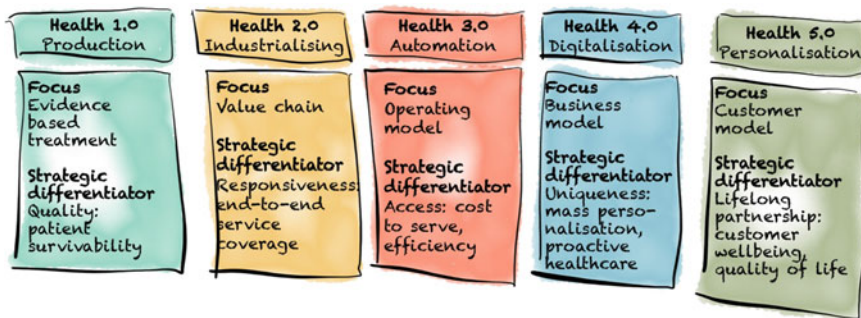 Health 1.0
Production
Focus
Evidence
based
treatment
Strategic
differentiator
Quality:
patient
survivability
Health 2.0
Industrialising
Focus
Value chain
Strategic
differentiator
Responsiveness:
end-to-end
service
coverage
Health 3.0
Automation
Focus
Operating
model
Strategic
differentiator
Access: cost
to serve,
efficiency
Health 4.0
Digitalisation
Focus
Business
model
Strategic
differentiator
Uniqueness:
mass perso-
nalisation,
proactive
healthcare
Health 5.0
Personalisation
Focus
Customer
model
Strategic
differentiator
Lifelong
partnership:
customer
wellbeing,
quality of life